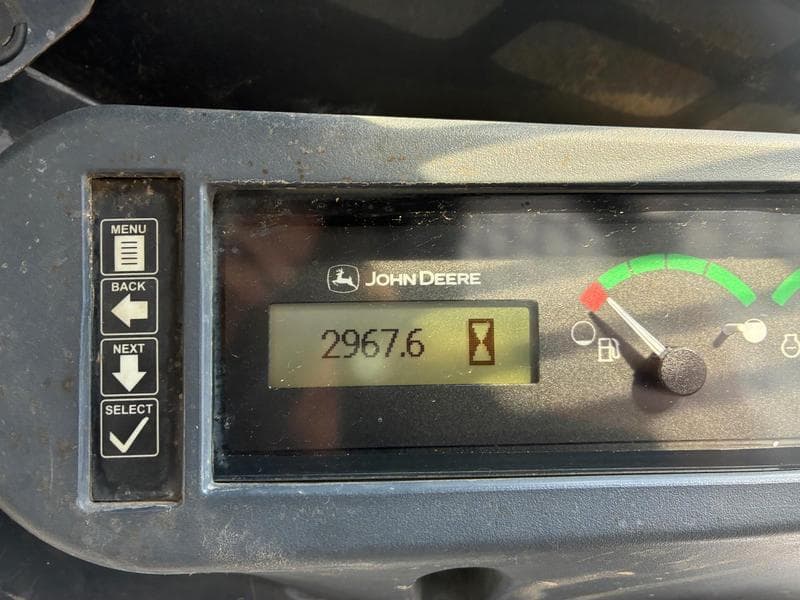 MENU
BACK
NEXT
SELECT
JOHN DEERE
2967.6